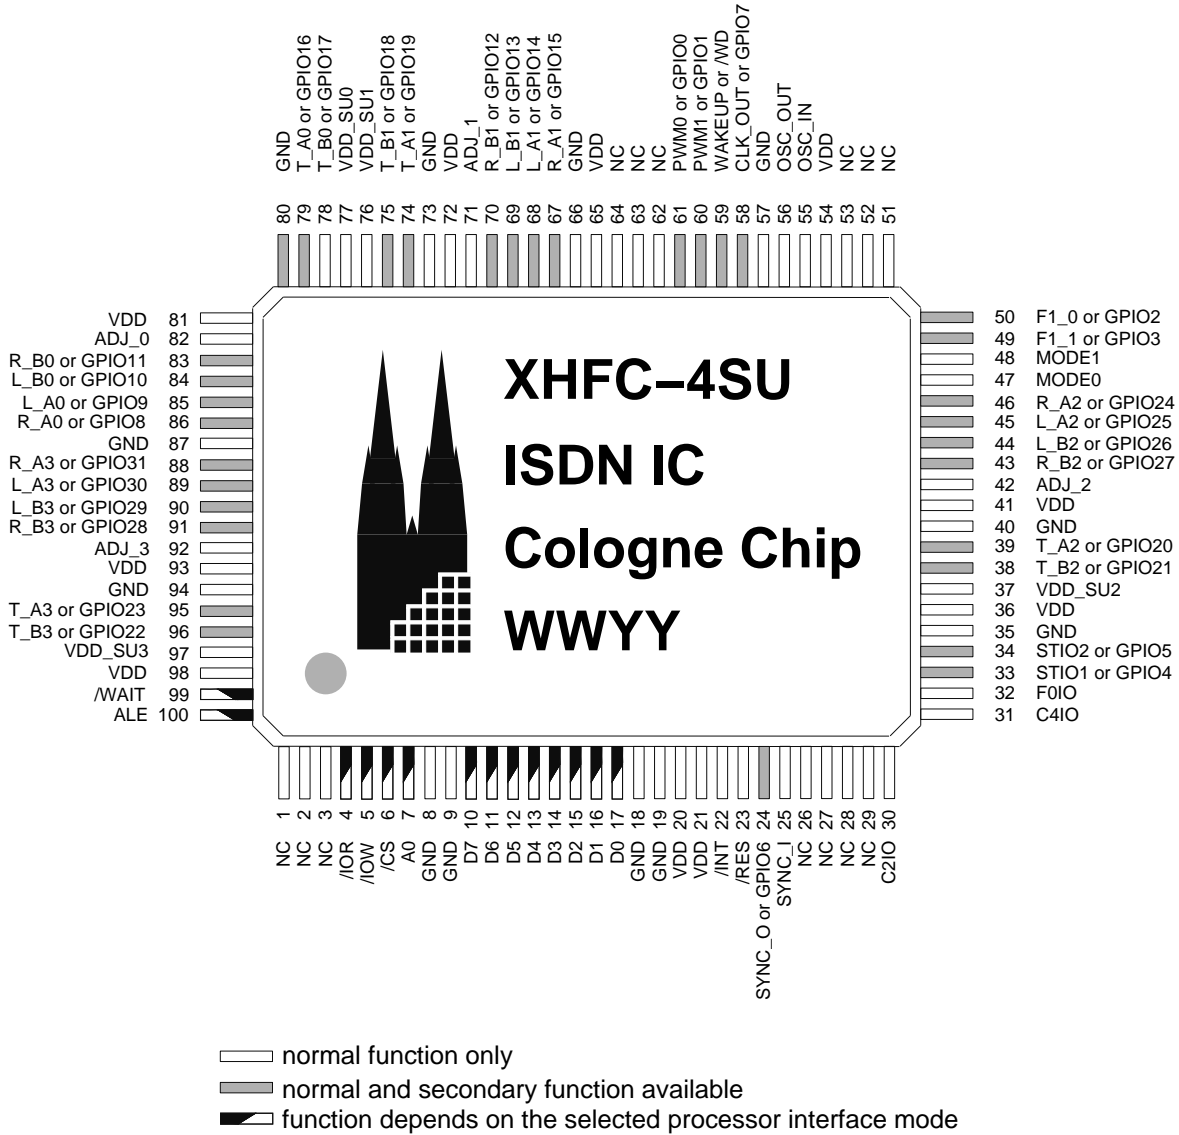 GND
T_A0 or GPIO16
T_B0 or GPIO17
VDD_SU0
VDD_SU1
T_B1 or GPIO18
T_A1 or GPIO19
GND
VDD
ADJ_1
R_B1 or GPIO12
L_B1 or GPIO13
L_A1 or GPIO14
R_A1 or GPIO15
GND
VDD
NC
NC
NC
PWM0 or GPIO0
PWM1 or GPIO1
WAKEUP or /WD
CLK_OUT or GPIO7
GND
OSC_OUT
OSC_IN
VDD
NC
NC
NC
80 79 78 77 76 75 74 73 72 71 70 69 68 67 66 65 64 63 62 61 60 59 58 57 56 55 54 53 52 51
VDD 81
ADJ_0 82
R_B0 or GPIO11 83
L_B0 or GPIO10 84
L_A0 or GPIO9 85
R_A0 or GPIO8 86
GND 87
R_A3 or GPIO31 88
L_A3 or GPIO30 89
L_B3 or GPIO29 90
R_B3 or GPIO28 91
ADJ_3 92
VDD 93
GND 94
T_A3 or GPIO23 95
T_B3 or GPIO22 96
VDD_SU3 97
VDD 98
/WAIT 99
ALE 100
XHFC–4SU
ISDN IC
Cologne Chip
WWYY
50 F1_0 or GPIO2
49 F1_1 or GPIO3
48 MODE1
47 MODE0
46 R_A2 or GPIO24
45 L_A2 or GPIO25
44 L_B2 or GPIO26
43 R_B2 or GPIO27
42 ADJ_2
41 VDD
40 GND
39 T_A2 or GPIO20
38 T_B2 or GPIO21
37 VDD_SU2
36 VDD
35 GND
34 STIO2 or GPIO5
33 STIO1 or GPIO4
32 F0IO
31 C4IO
NC 1
NC 2
NC 3
/IOR 4
/IOW 5
/CS 6
A0 7
GND 8
GND 9
D7 10
D6 11
D5 12
D4 13
D3 14
D2 15
D1 16
D0 17
GND 18
GND 19
VDD 20
VDD 21
/INT 22
/RES 23
SYNC_O or GPIO6 24
SYNC_I 25
NC 26
NC 27
NC 28
NC 29
C2IO 30
normal function only
normal and secondary function available
function depends on the selected processor interface mode